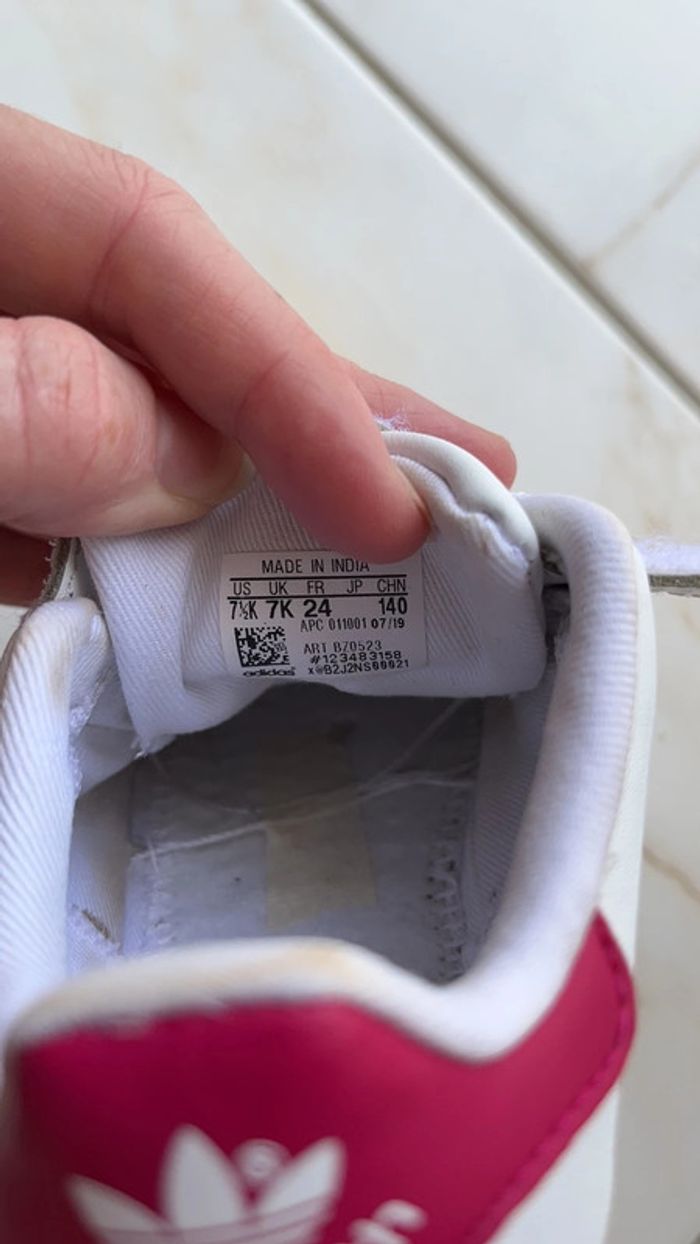 MADE IN INDIA
US UK FR JP CHN
7½K 7K 24 140
APC 011001 07/19
ART BZ0523
#123483158
adidas x@B2J2NS00021